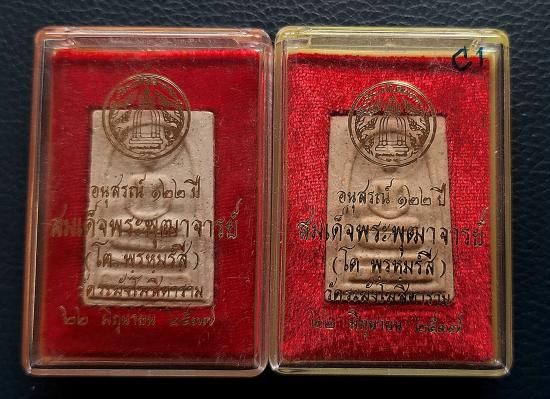 อนุสรณ์ ๑๒๒ ปี
สมเด็จพระพุฒาจารย์
(โต พรหมรํสี)
วัดระฆังโฆสิตาราม
๒๒ มิถุนายน ๒๕๓๗
C1
อนุสรณ์ ๑๒๒ ปี
สมเด็จพระพุฒาจารย์
(โต พรหมรํสี)
วัดระฆังโฆสิตาราม
๒๒ มิถุนายน ๒๕๓๗